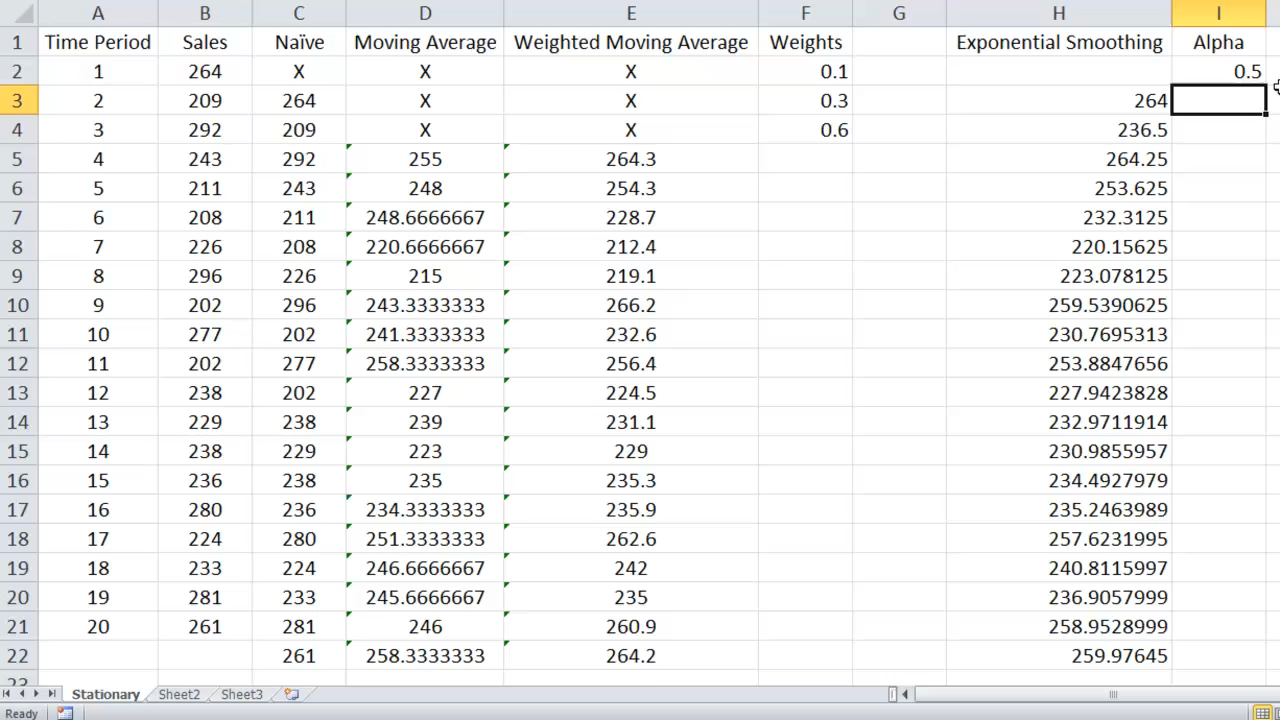 A B C D E F G H I
1 Time Period Sales Naïve Moving Average Weighted Moving Average Weights Exponential Smoothing Alpha
2 1 264 X X X 0.1 0.5
3 2 209 264 X X 0.3 264
4 3 292 209 X X 0.6 236.5
5 4 243 292 255 264.3 264.25
6 5 211 243 248 254.3 253.625
7 6 208 211 248.6666667 228.7 232.3125
8 7 226 208 220.6666667 212.4 220.15625
9 8 296 226 215 219.1 223.078125
10 9 202 296 243.3333333 266.2 259.5390625
11 10 277 202 241.3333333 232.6 230.7695313
12 11 202 277 258.3333333 256.4 253.8847656
13 12 238 202 227 224.5 227.9423828
14 13 229 238 239 231.1 232.9711914
15 14 238 229 223 229 230.9855957
16 15 236 238 235 235.3 234.4927979
17 16 280 236 234.3333333 235.9 235.2463989
18 17 224 280 251.3333333 262.6 257.6231995
19 18 233 224 246.6666667 242 240.8115997
20 19 281 233 245.6666667 235 236.9057999
21 20 261 281 246 260.9 258.9528999
22 261 258.3333333 264.2 259.97645
23
Stationary Sheet2 Sheet3
Ready